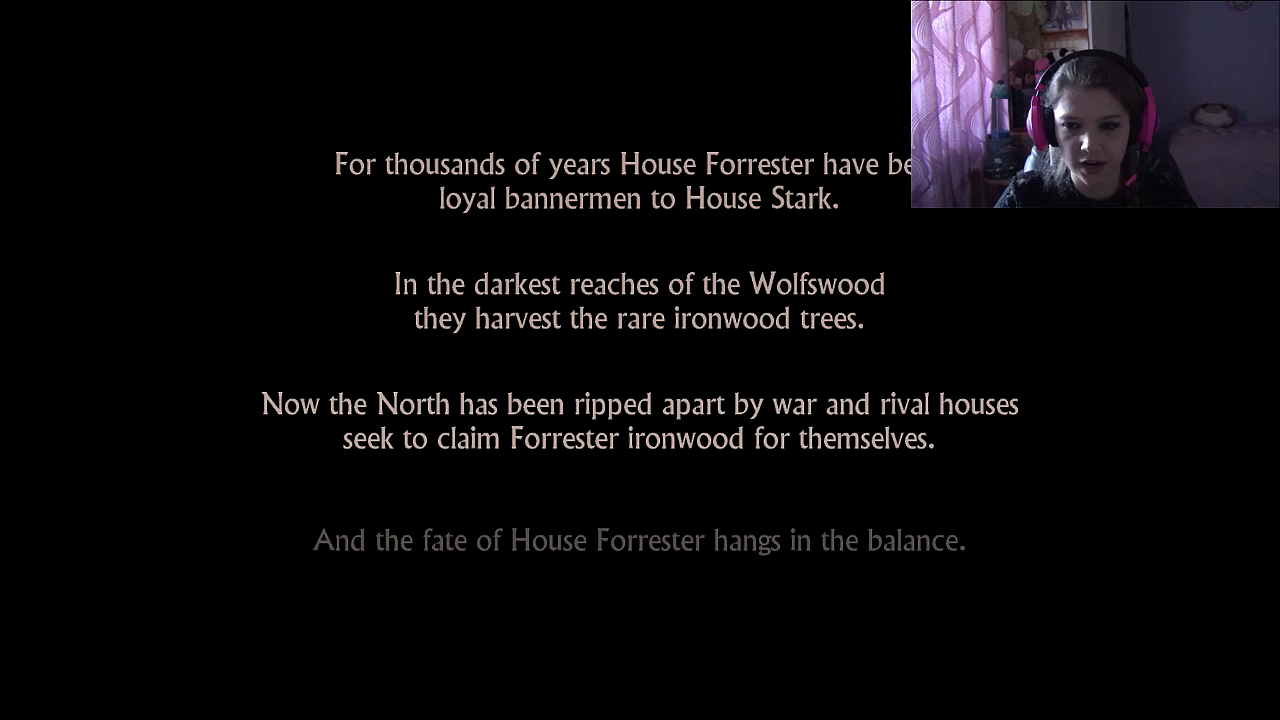 For thousands of years House Forrester have be
loyal bannermen to House Stark.
In the darkest reaches of the Wolfswood
they harvest the rare ironwood trees.
Now the North has been ripped apart by war and rival houses
seek to claim Forrester ironwood for themselves.
And the fate of House Forrester hangs in the balance.